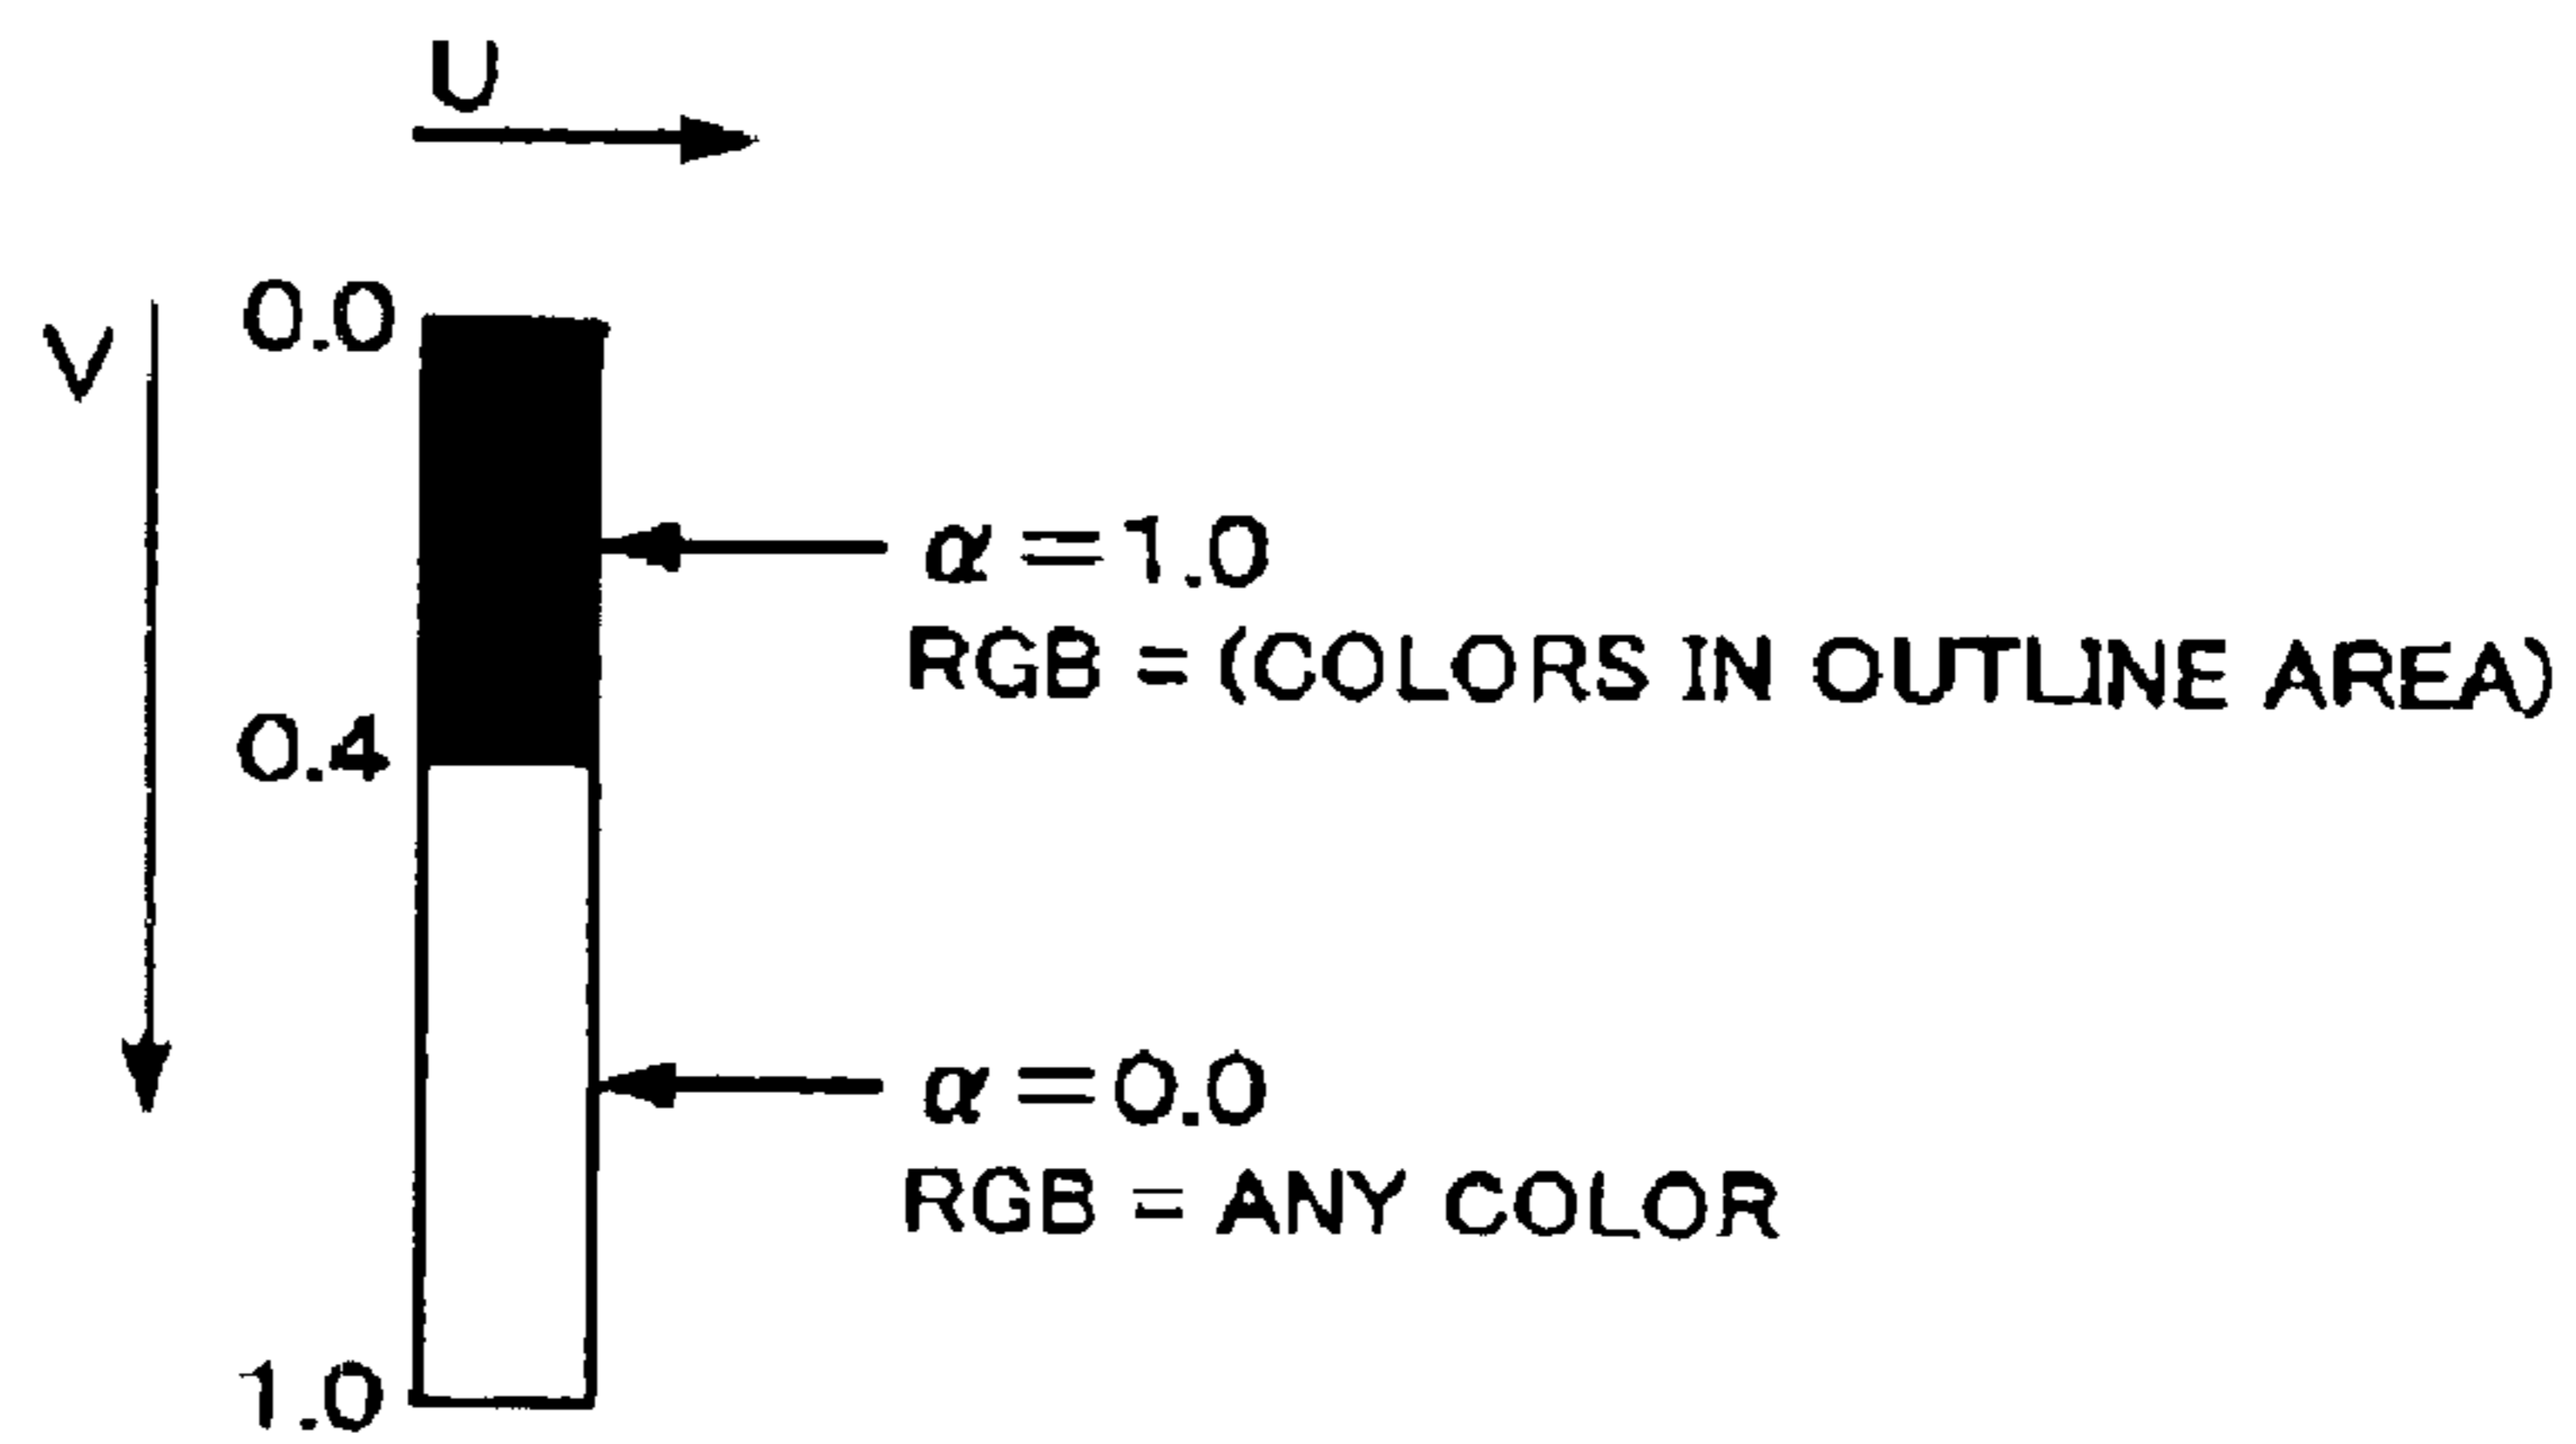 U
V
0.0
α=1.0
RGB = (COLORS IN OUTLINE AREA)
0.4
α=0.0
RGB = ANY COLOR
1.0